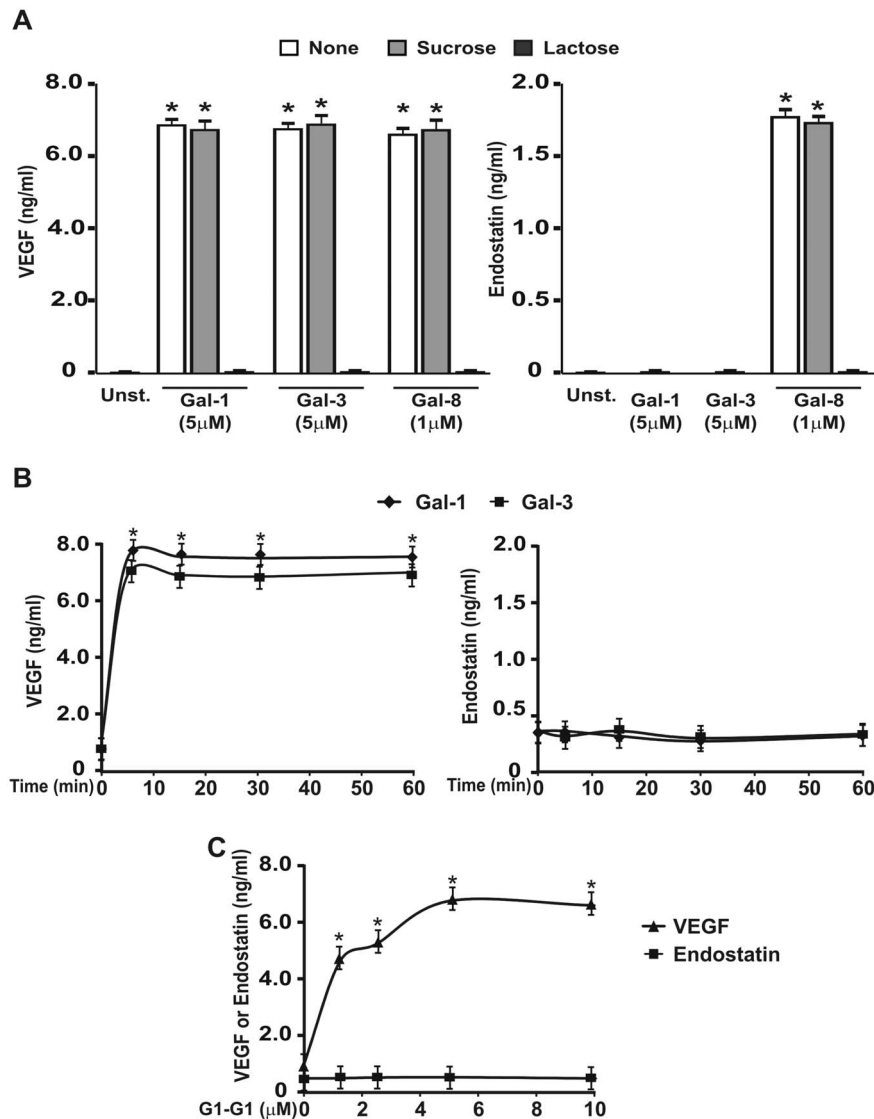 A
None Sucrose Lactose
VEGF (ng/ml)
8.0
6.0
4.0
2.0
0
* * * * * *
Unst. Gal-1 Gal-3 Gal-8
(5μM) (5μM) (1μM)
Endostatin (ng/ml)
2.0
1.5
1.0
0.5
0
* *
Unst. Gal-1 Gal-3 Gal-8
(5μM) (5μM) (1μM)
B
Gal-1 Gal-3
VEGF (ng/ml)
8.0
6.0
4.0
2.0
0
* * * *
Time (min) 0 10 20 30 40 50 60
Endostatin (ng/ml)
2.0
1.5
1.0
0.5
0
Time (min) 0 10 20 30 40 50 60
C
VEGF or Endostatin (ng/ml)
8.0
6.0
4.0
2.0
0
* * * *
G1-G1 (μM) 0 2 4 6 8 10
VEGF
Endostatin